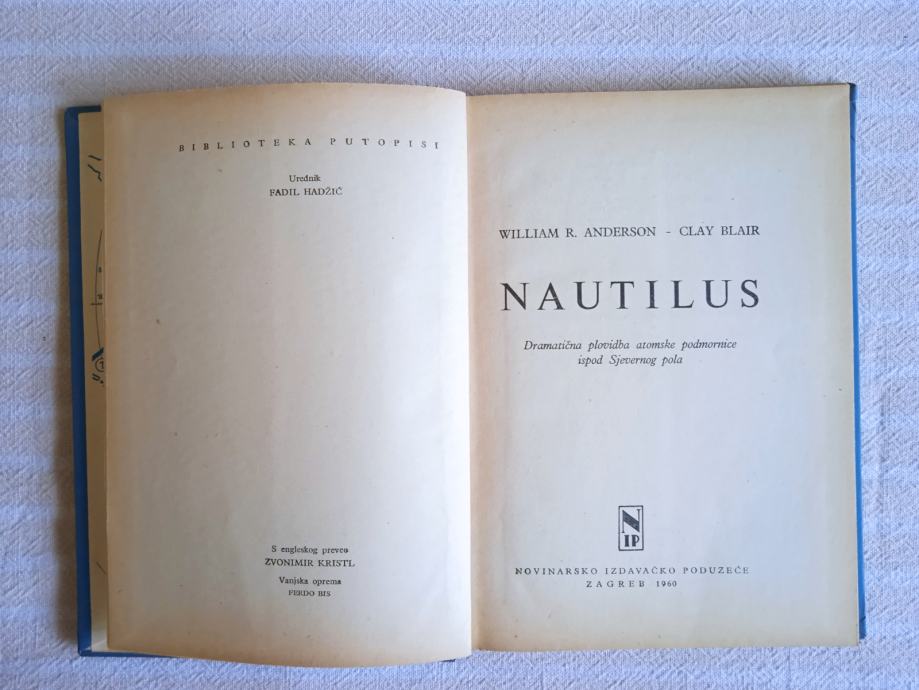 BIBLIOTEKA PUTOPISI
Urednik
FADIL HADŽIĆ
S engleskog preveo
ZVONIMIR KRISTL
Vanjska oprema
FERDO BIS
WILLIAM R. ANDERSON - CLAY BLAIR
NAUTILUS
Dramatična plovidba atomske podmornice
ispod Sjevernog pola
N
IP
NOVINARSKO IZDAVAČKO PODUZEĆE
ZAGREB 1960